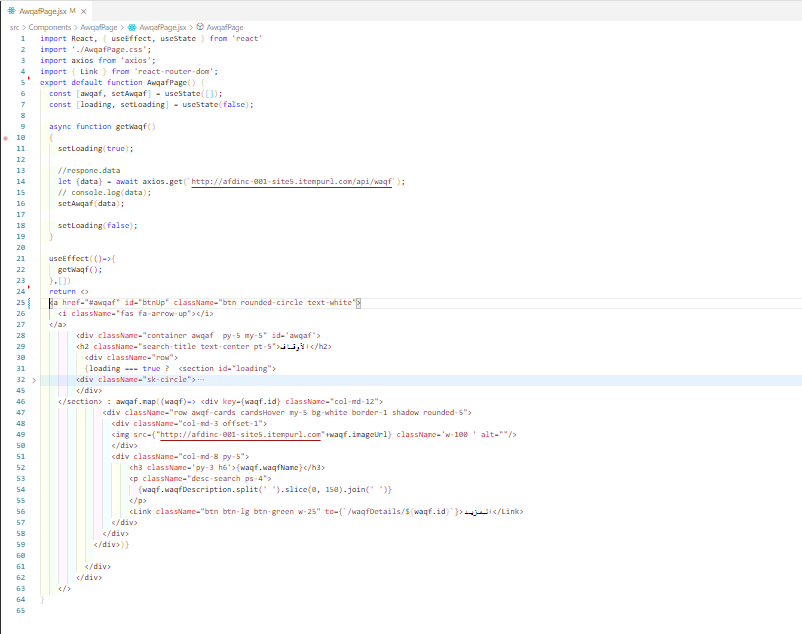 AwqafPage.jsx M ×
src > Components > AwqafPage > AwqafPage.jsx > AwqafPage
1 import React, { useEffect, useState } from 'react'
2 import './AwqafPage.css';
3 import axios from 'axios';
4 import { Link } from 'react-router-dom';
5 export default function AwqafPage() {
6 const [awqaf, setAwqaf] = useState([]);
7 const [loading, setLoading] = useState(false);
8
9 async function getWaqf()
10 {
11 setLoading(true);
12
13 //respone.data
14 let {data} = await axios.get(`http://afdinc-001-site5.itempurl.com/api/waqf`);
15 // console.log(data);
16 setAwqaf(data);
17
18 setLoading(false);
19 }
20
21 useEffect(()=>{
22 getWaqf();
23 },[])
24 return <>
25 <a href="#awqaf" id="btnUp" className="btn rounded-circle text-white">
26 <i className="fas fa-arrow-up"></i>
27 </a>
28 <div className="container awqaf  py-5 my-5" id='awqaf'>
29 <h2 className="search-title text-center pt-5">الأوقاف</h2>
30 <div className="row">
31 {loading === true ?  <section id="loading">
32 <div className="sk-circle">···
45 </div>
46 </section> : awqaf.map((waqf)=> <div key={waqf.id} className="col-md-12">
47 <div className="row awqf-cards cardsHover my-5 bg-white border-1 shadow rounded-5">
48 <div className="col-md-3 offset-1">
49 <img src={"http://afdinc-001-site5.itempurl.com"+waqf.imageUrl} className='w-100 ' alt=""/>
50 </div>
51 <div className="col-md-8 py-5">
52 <h3 className='py-3 h6'>{waqf.waqfName}</h3>
53 <p className="desc-search ps-4">
54 {waqf.waqfDescription.split(' ').slice(0, 150).join(' ')}
55 </p>
56 <Link className="btn btn-lg btn-green w-25" to={`/waqfDetails/${waqf.id}`}>المزيد</Link>
57 </div>
58 </div>
59 </div>)}
60
61 </div>
62 </div>
63 </>
64 }
65